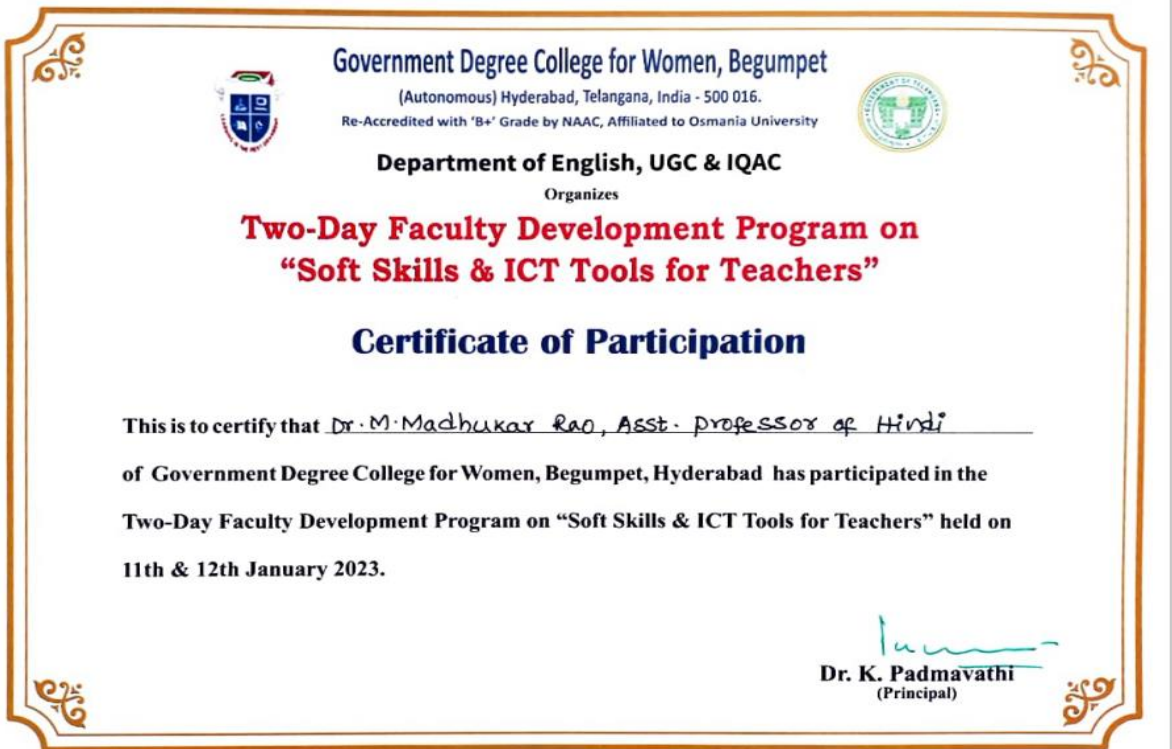 Government Degree College for Women, Begumpet
(Autonomous) Hyderabad, Telangana, India - 500 016.
Re-Accredited with 'B+' Grade by NAAC, Affiliated to Osmania University
Department of English, UGC & IQAC
Organizes
Two-Day Faculty Development Program on
“Soft Skills & ICT Tools for Teachers”
Certificate of Participation
This is to certify that Dr. M. Madhukar Rao, Asst. Professor of Hindi
of Government Degree College for Women, Begumpet, Hyderabad has participated in the
Two-Day Faculty Development Program on “Soft Skills & ICT Tools for Teachers” held on
11th & 12th January 2023.
Dr. K. Padmavathi
(Principal)